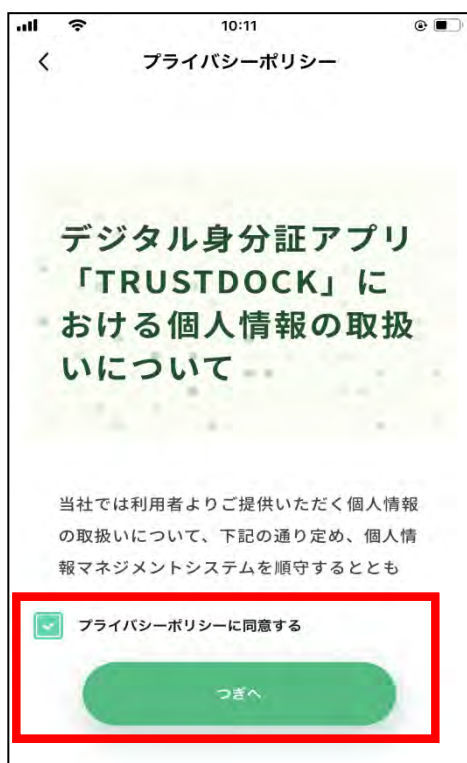 10:11
プライバシーポリシー
デジタル身分証アプリ
「TRUSTDOCK」に
おける個人情報の取扱
いについて
当社では利用者よりご提供いただく個人情報
の取扱いについて、下記の通り定め、個人情
報マネジメントシステムを順守するととも
プライバシーポリシーに同意する
つぎへ